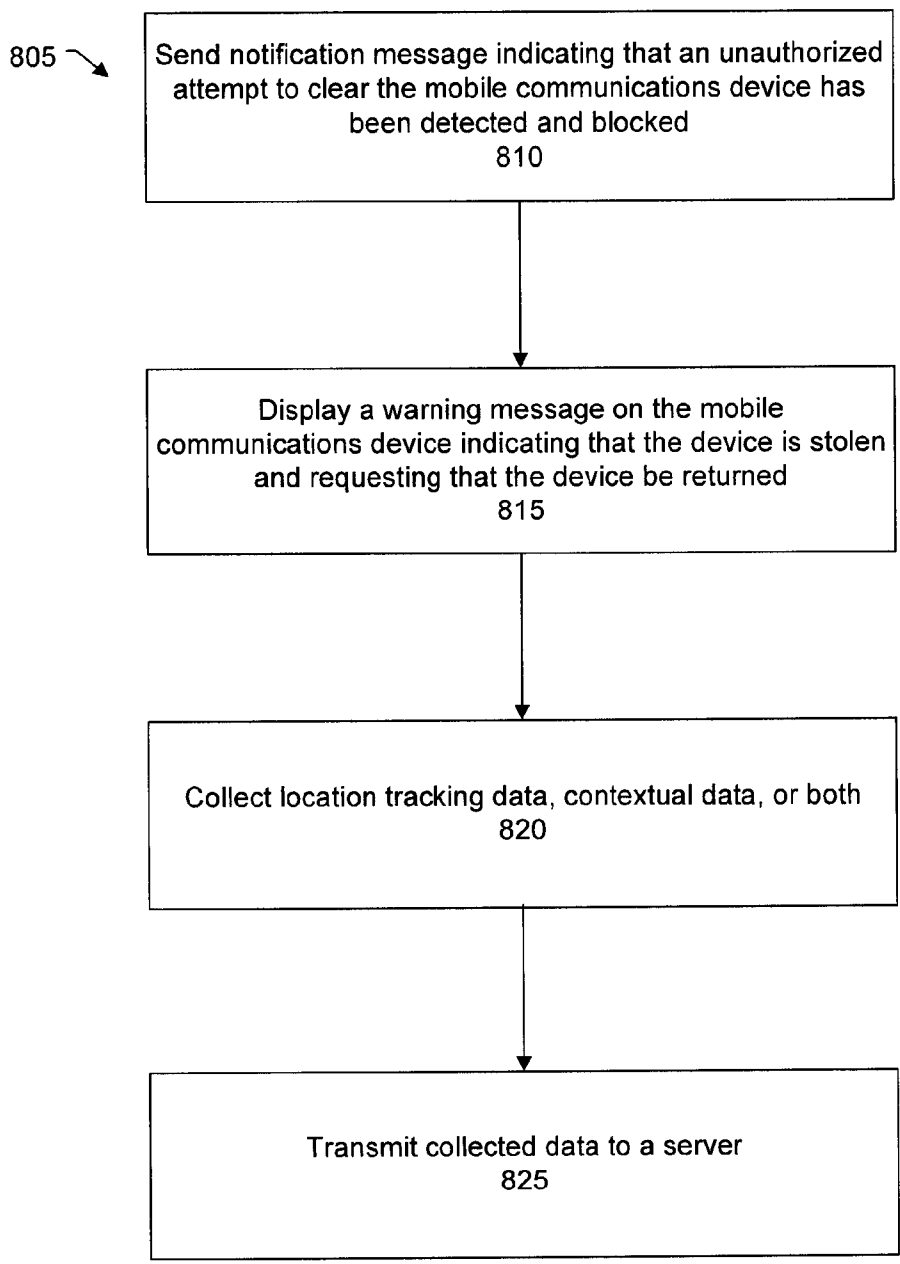 805
Send notification message indicating that an unauthorized
attempt to clear the mobile communications device has
been detected and blocked
810
Display a warning message on the mobile
communications device indicating that the device is stolen
and requesting that the device be returned
815
Collect location tracking data, contextual data, or both
820
Transmit collected data to a server
825